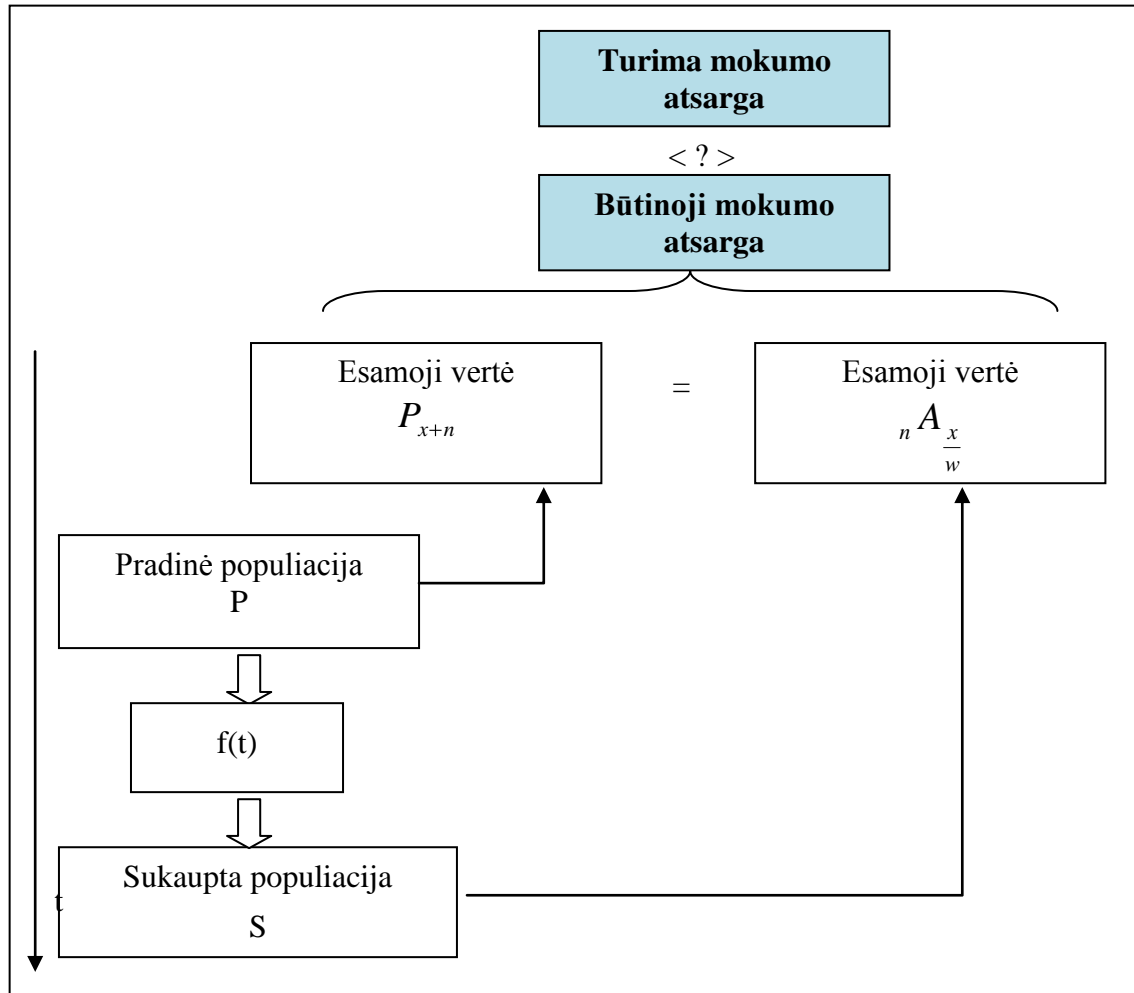 Turima mokumo
atsarga
< ? >
Būtinoji mokumo
atsarga
Esamoji vertė
P x+n
=
Esamoji vertė
n A x/w
Pradinė populiacija
P
f(t)
Sukaupta populiacija
S
t